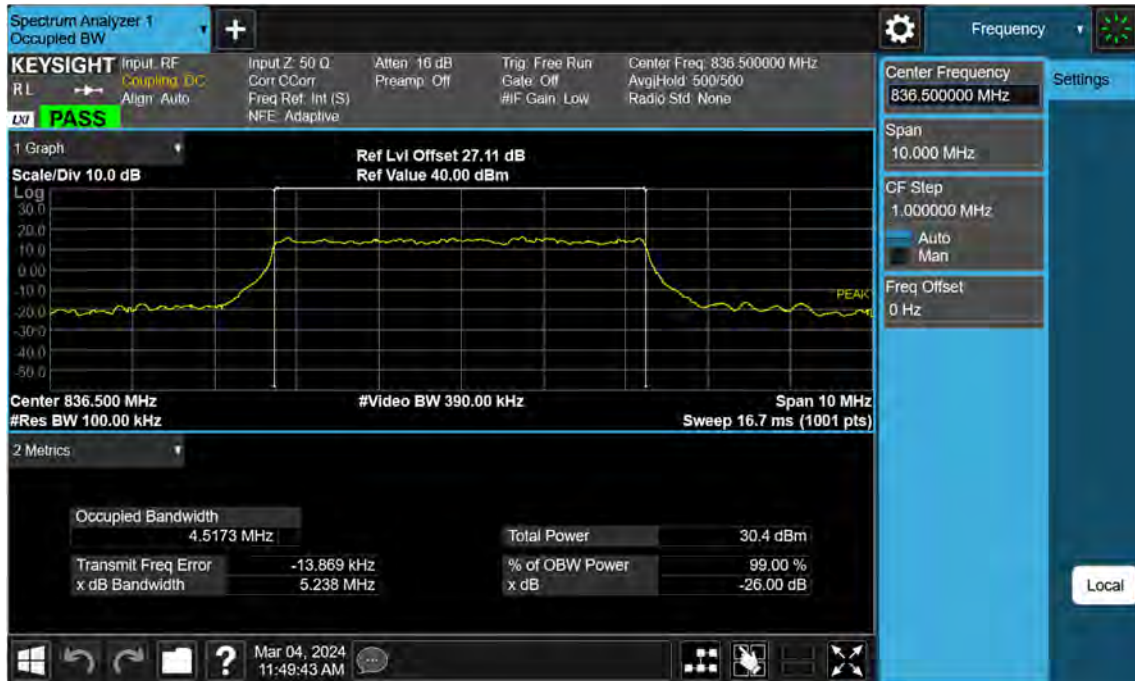 Spectrum Analyzer 1
Occupied BW
+
Frequency
KEYSIGHT
RL
LXI PASS
Input: RF
Coupling: DC
Align: Auto
Input Z: 50 Ω
Corr CCorr
Freq Ref: Int (S)
NFE: Adaptive
Atten: 16 dB
Preamp: Off
Trig: Free Run
Gate: Off
#IF Gain: Low
Center Freq: 836.500000 MHz
Avg|Hold: 500/500
Radio Std: None
Center Frequency
836.500000 MHz
Settings
Span
10.000 MHz
CF Step
1.000000 MHz
Auto
Man
Freq Offset
0 Hz
Local
1 Graph
Scale/Div 10.0 dB
Ref Lvl Offset 27.11 dB
Ref Value 40.00 dBm
Log
30.0
20.0
10.0
0.00
-10.0
-20.0
-30.0
-40.0
-50.0
PEAK
Center 836.500 MHz
#Video BW 390.00 kHz
Span 10 MHz
#Res BW 100.00 kHz
Sweep 16.7 ms (1001 pts)
2 Metrics
Occupied Bandwidth
4.5173 MHz
Total Power 30.4 dBm
Transmit Freq Error -13.869 kHz
% of OBW Power 99.00 %
x dB Bandwidth 5.238 MHz
x dB -26.00 dB
?
Mar 04, 2024
11:49:43 AM